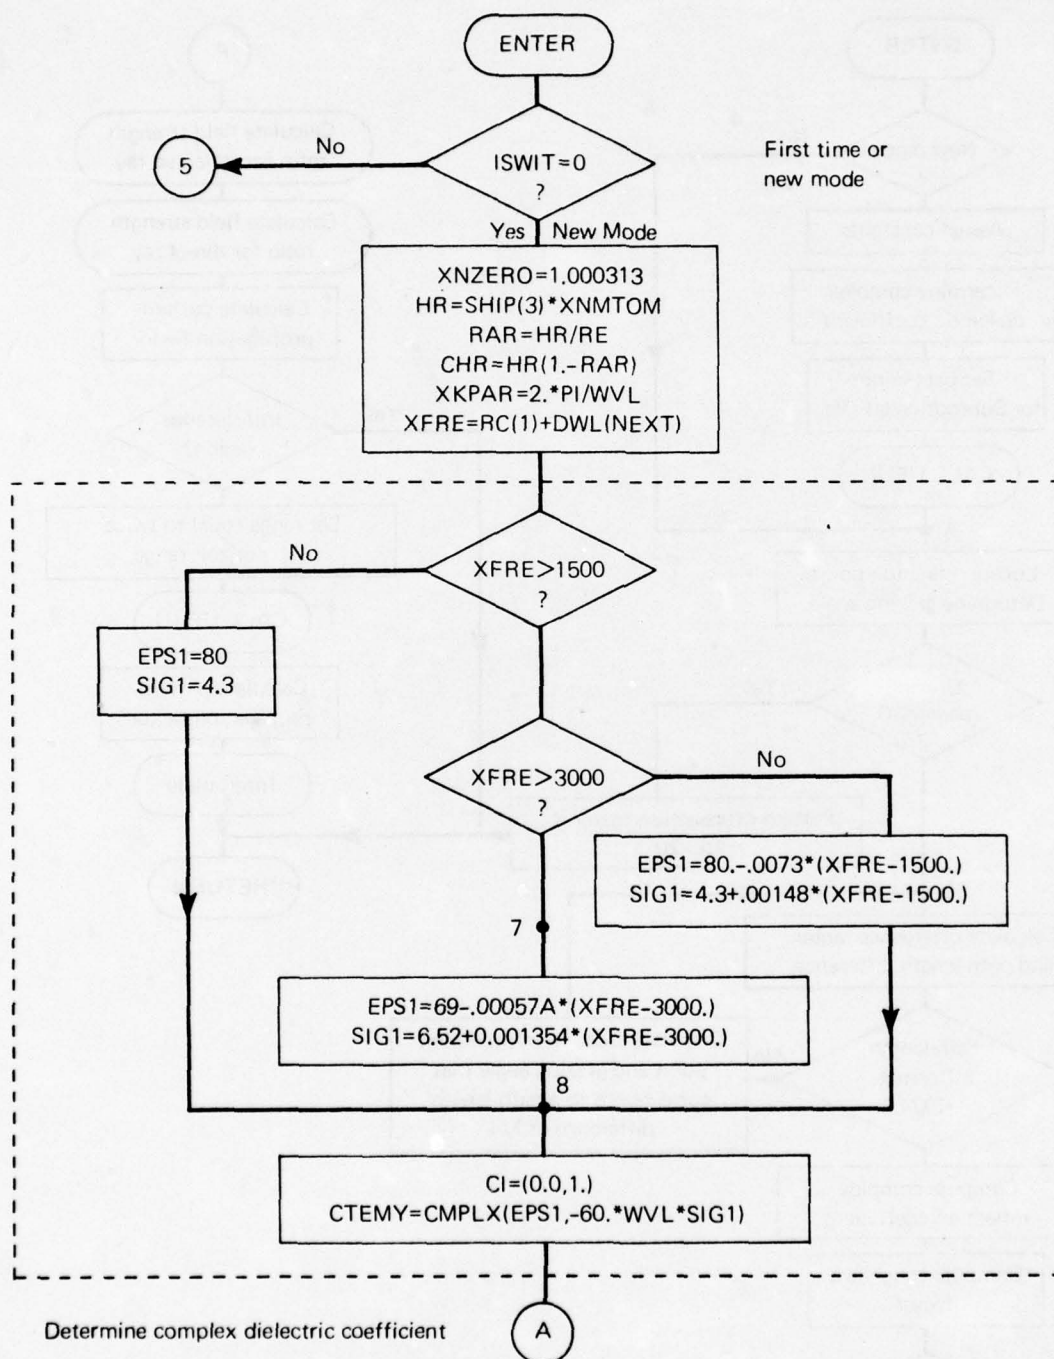 ENTER
No
5
ISWIT=0
?
First time or
new mode
Yes
New Mode
XNZERO=1.000313
HR=SHIP(3)*XNMTOM
RAR=HR/RE
CHR=HR(1.-RAR)
XKPAR=2.*PI/WVL
XFRE=RC(1)+DWL(NEXT)
No
XFRE>1500
?
EPS1=80
SIG1=4.3
XFRE>3000
?
No
EPS1=80.-.0073*(XFRE-1500.)
SIG1=4.3+.00148*(XFRE-1500.)
7
EPS1=69-.00057A*(XFRE-3000.)
SIG1=6.52+0.001354*(XFRE-3000.)
8
CI=(0.0,1.)
CTEMY=CMPLX(EPS1,-60.*WVL*SIG1)
Determine complex dielectric coefficient
A